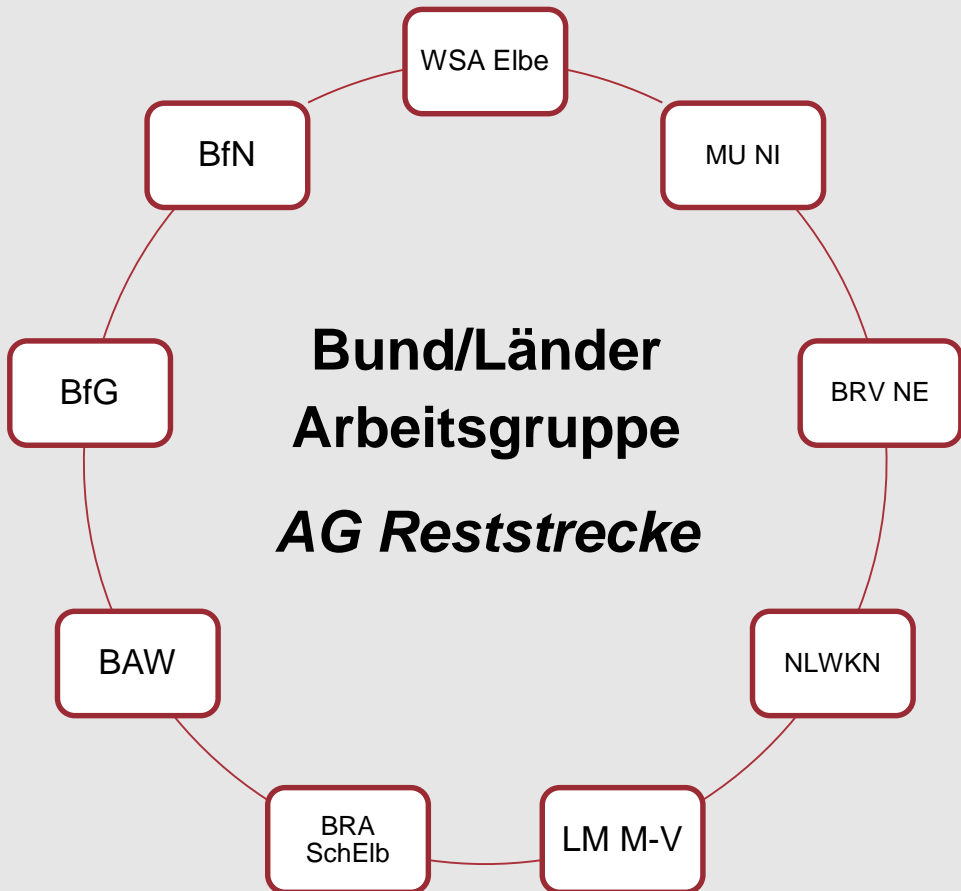 WSA Elbe
BfN
MU NI
Bund/Länder
Arbeitsgruppe
AG Reststrecke
BfG
BRV NE
BAW
NLWKN
BRA
SchElb
LM M-V